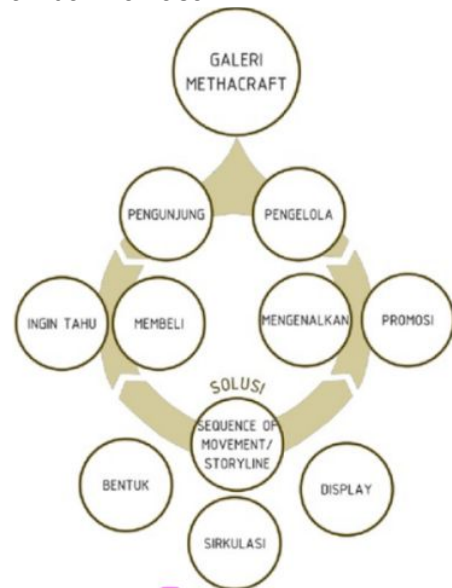 GALERI
METHACRAFT
PENGUNJUNG
PENGELOLA
INGIN TAHU
MEMBELI
MENGENALKAN
PROMOSI
SOLUSI
SEQUENCE OF
MOVEMENT/
STORYLINE
BENTUK
DISPLAY
SIRKULASI